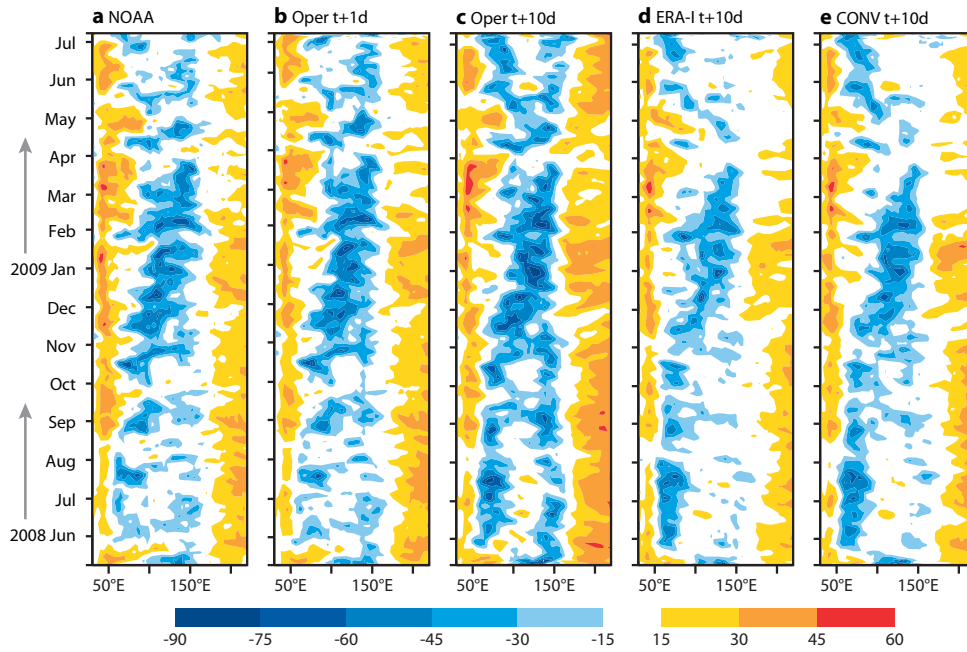 a NOAA
b Oper t+1d
c Oper t+10d
d ERA-I t+10d
e CONV t+10d
Jul
Jun
May
Apr
Mar
Feb
2009 Jan
Dec
Nov
Oct
Sep
Aug
Jul
2008 Jun
50°E 150°E 50°E 150°E 50°E 150°E 50°E 150°E 50°E 150°E
-90 -75 -60 -45 -30 -15 15 30 45 60